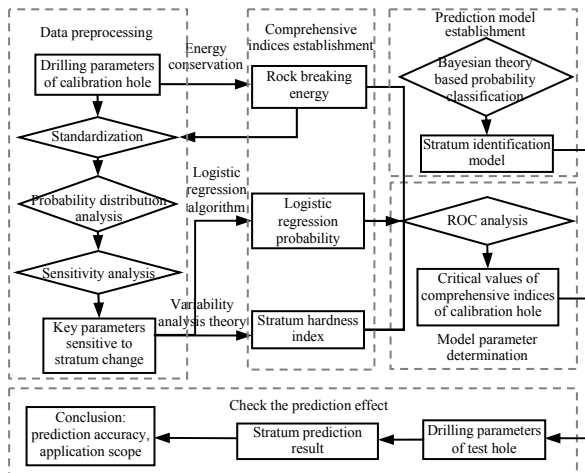 Data preprocessing
Drilling parameters
of calibration hole
Standardization
Probability distribution
analysis
Sensitivity analysis
Key parameters
sensitive to
stratum change
Energy
conservation
Logistic
regression
algorithm
Variability
analysis theory
Comprehensive
indices establishment
Rock breaking
energy
Logistic
regression
probability
Stratum hardness
index
Prediction model
establishment
Bayesian theory
based probability
classification
Stratum identification
model
ROC analysis
Critical values of
comprehensive indices
of calibration hole
Model parameter
determination
Check the prediction effect
Conclusion:
prediction accuracy,
application scope
Stratum prediction
result
Drilling parameters
of test hole